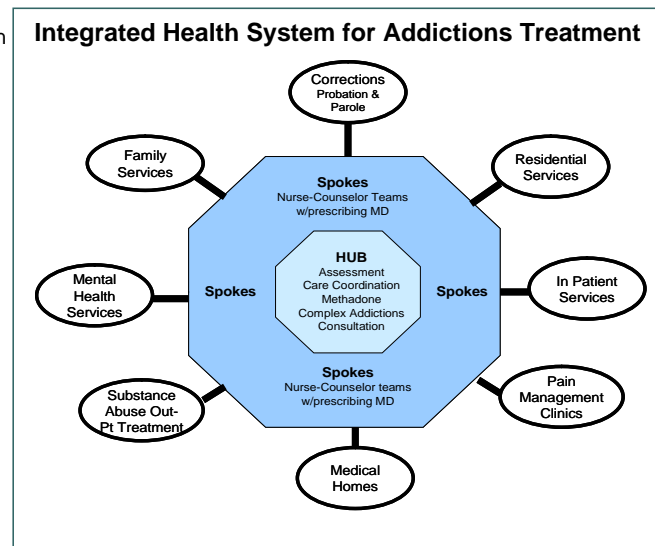 n
Integrated Health System for Addictions Treatment
Corrections
Probation &
Parole
Family
Services
Residential
Services
Spokes
Nurse-Counselor Teams
w/prescribing MD
HUB
Assessment
Care Coordination
Methadone
Complex Addictions
Consultation
Mental
Health
Services
Spokes
Spokes
In Patient
Services
Spokes
Nurse-Counselor teams
w/prescribing MD
Substance
Abuse Out-
Pt Treatment
Pain
Management
Clinics
Medical
Homes